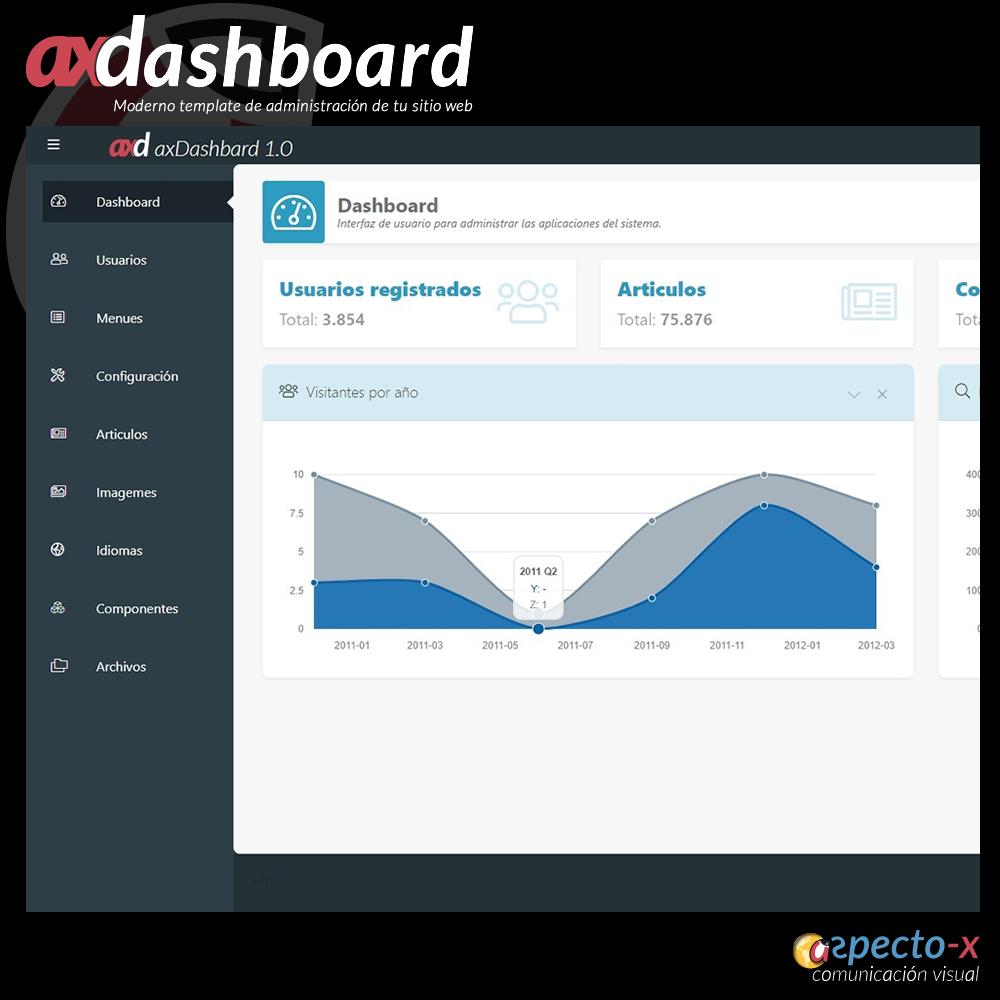 axdashboard
Moderno template de administración de tu sitio web
axd axDashbard 1.0
Dashboard
Usuarios
Menues
Configuración
Articulos
Imagemes
Idiomas
Componentes
Archivos
Dashboard
Interfaz de usuario para administrar las aplicaciones del sistema.
Usuarios registrados
Total: 3.854
Articulos
Total: 75.876
Co
Tota
Visitantes por año
10
7.5
5
2.5
0
2011 Q2
Y: -
Z: 1
2011-01 2011-03 2011-05 2011-07 2011-09 2011-11 2012-01 2012-03
400
300
200
100
0
aspecto-x
comunicación visual